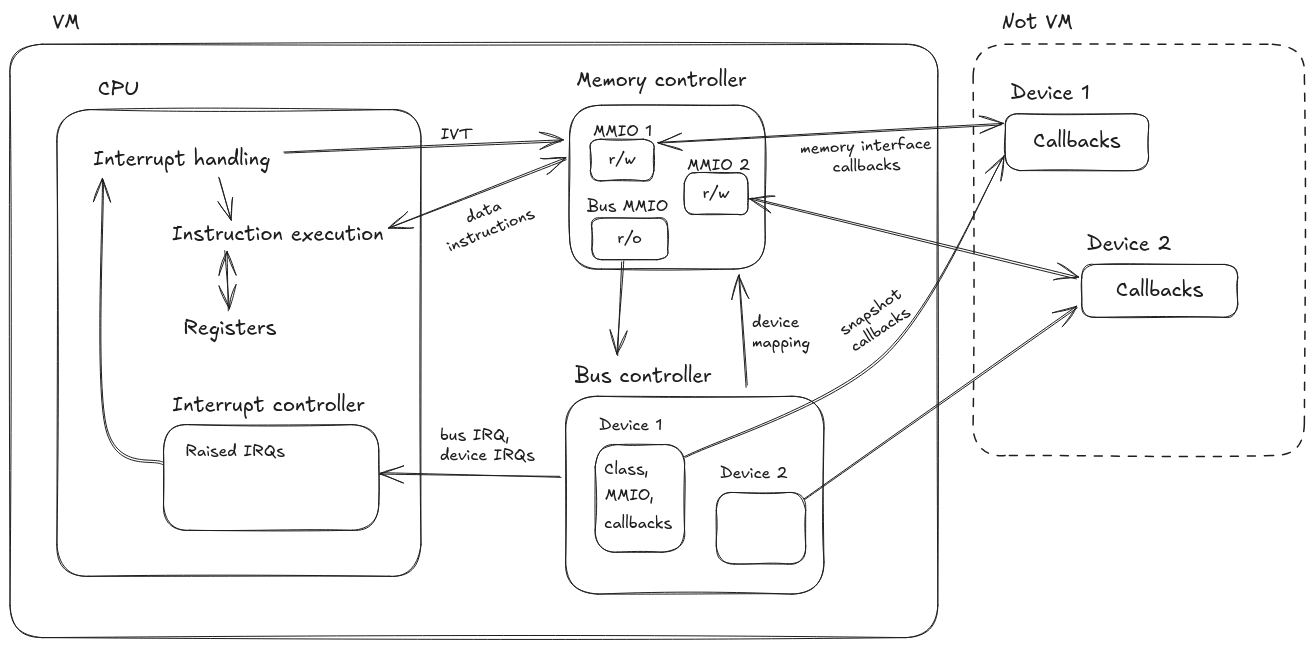 VM
Not VM
CPU
Memory controller
Device 1
Callbacks
IVT
MMIO 1
r/w
MMIO 2
r/w
Bus MMIO
r/o
memory interface
callbacks
Interrupt handling
Instruction execution
Registers
data
instructions
Device 2
Callbacks
snapshot
callbacks
device
mapping
Bus controller
Interrupt controller
Raised IRQs
bus IRQ,
device IRQs
Device 1
Class,
MMIO,
callbacks
Device 2